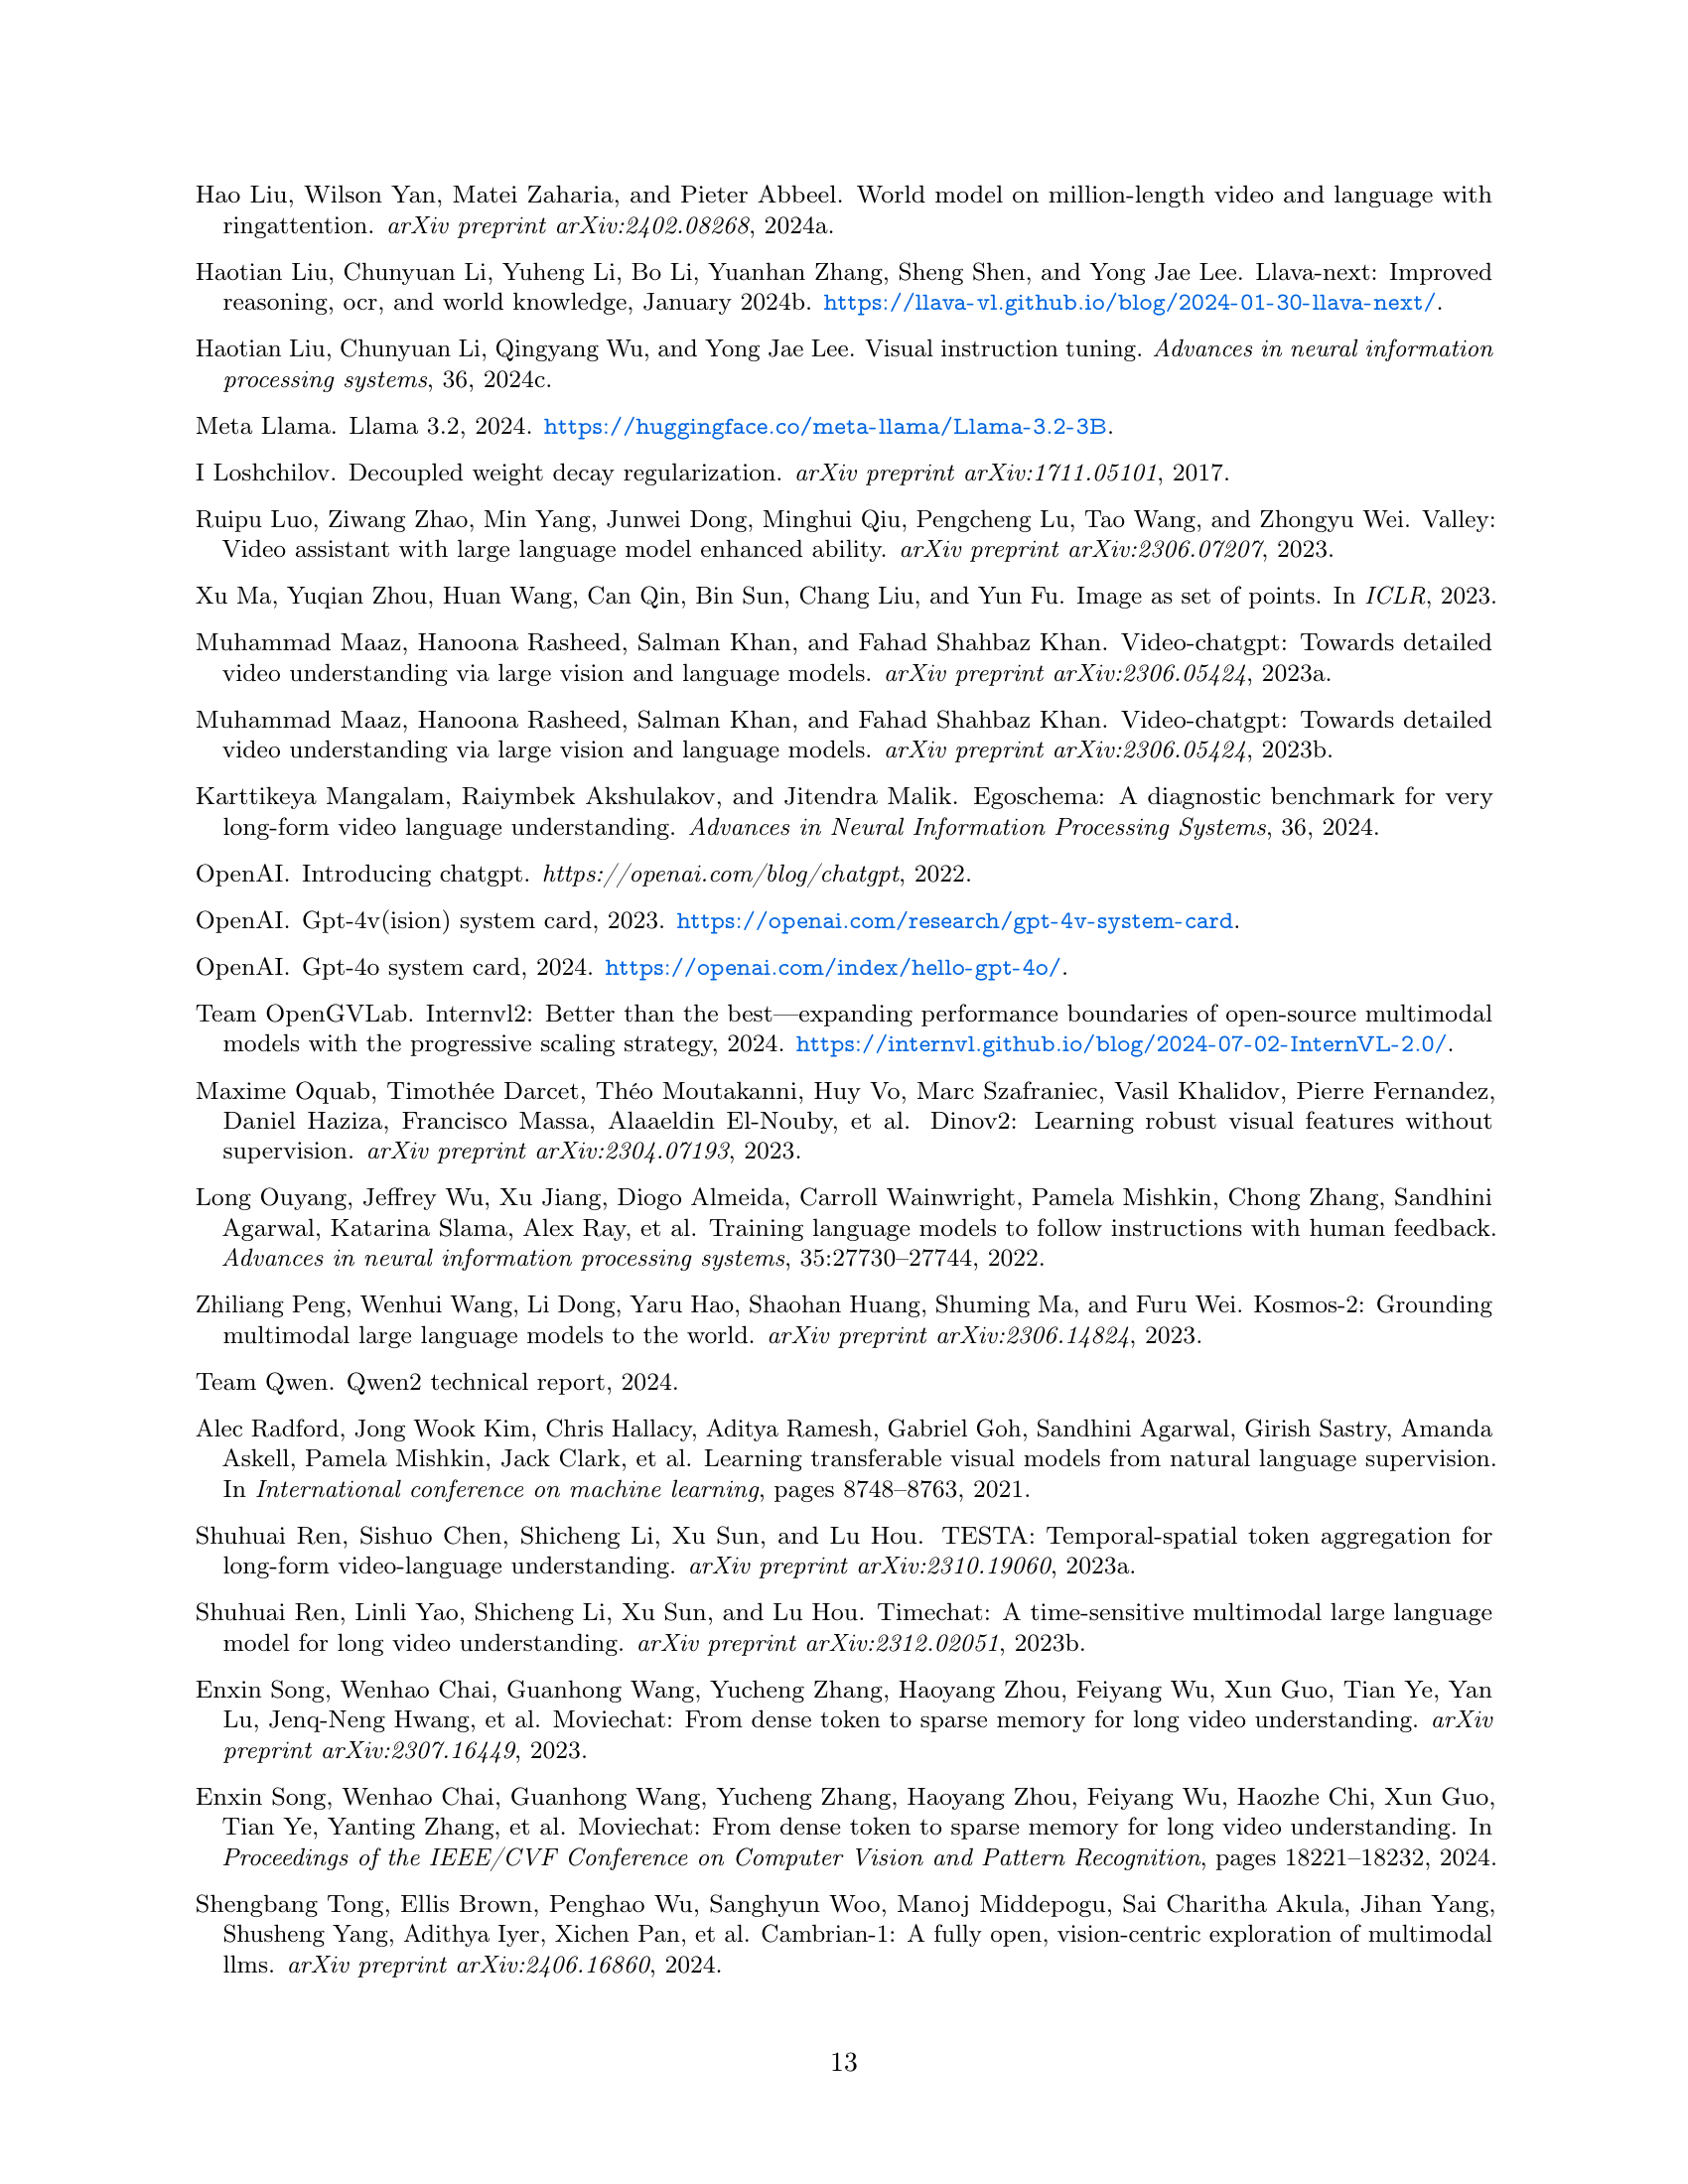 Hao Liu, Wilson Yan, Matei Zaharia, and Pieter Abbeel. World model on million-length video and language with
ringattention. arXiv preprint arXiv:2402.08268, 2024a.
Haotian Liu, Chunyuan Li, Yuheng Li, Bo Li, Yuanhan Zhang, Sheng Shen, and Yong Jae Lee. Llava-next: Improved
reasoning, ocr, and world knowledge, January 2024b. https://llava-vl.github.io/blog/2024-01-30-llava-next/.
Haotian Liu, Chunyuan Li, Qingyang Wu, and Yong Jae Lee. Visual instruction tuning. Advances in neural information
processing systems, 36, 2024c.
Meta Llama. Llama 3.2, 2024. https://huggingface.co/meta-llama/Llama-3.2-3B.
I Loshchilov. Decoupled weight decay regularization. arXiv preprint arXiv:1711.05101, 2017.
Ruipu Luo, Ziwang Zhao, Min Yang, Junwei Dong, Minghui Qiu, Pengcheng Lu, Tao Wang, and Zhongyu Wei. Valley:
Video assistant with large language model enhanced ability. arXiv preprint arXiv:2306.07207, 2023.
Xu Ma, Yuqian Zhou, Huan Wang, Can Qin, Bin Sun, Chang Liu, and Yun Fu. Image as set of points. In ICLR, 2023.
Muhammad Maaz, Hanoona Rasheed, Salman Khan, and Fahad Shahbaz Khan. Video-chatgpt: Towards detailed
video understanding via large vision and language models. arXiv preprint arXiv:2306.05424, 2023a.
Muhammad Maaz, Hanoona Rasheed, Salman Khan, and Fahad Shahbaz Khan. Video-chatgpt: Towards detailed
video understanding via large vision and language models. arXiv preprint arXiv:2306.05424, 2023b.
Karttikeya Mangalam, Raiymbek Akshulakov, and Jitendra Malik. Egoschema: A diagnostic benchmark for very
long-form video language understanding. Advances in Neural Information Processing Systems, 36, 2024.
OpenAI. Introducing chatgpt. https://openai.com/blog/chatgpt, 2022.
OpenAI. Gpt-4v(ision) system card, 2023. https://openai.com/research/gpt-4v-system-card.
OpenAI. Gpt-4o system card, 2024. https://openai.com/index/hello-gpt-4o/.
Team OpenGVLab. Internvl2: Better than the best—expanding performance boundaries of open-source multimodal
models with the progressive scaling strategy, 2024. https://internvl.github.io/blog/2024-07-02-InternVL-2.0/.
Maxime Oquab, Timothée Darcet, Théo Moutakanni, Huy Vo, Marc Szafraniec, Vasil Khalidov, Pierre Fernandez,
Daniel Haziza, Francisco Massa, Alaaeldin El-Nouby, et al. Dinov2: Learning robust visual features without
supervision. arXiv preprint arXiv:2304.07193, 2023.
Long Ouyang, Jeffrey Wu, Xu Jiang, Diogo Almeida, Carroll Wainwright, Pamela Mishkin, Chong Zhang, Sandhini
Agarwal, Katarina Slama, Alex Ray, et al. Training language models to follow instructions with human feedback.
Advances in neural information processing systems, 35:27730–27744, 2022.
Zhiliang Peng, Wenhui Wang, Li Dong, Yaru Hao, Shaohan Huang, Shuming Ma, and Furu Wei. Kosmos-2: Grounding
multimodal large language models to the world. arXiv preprint arXiv:2306.14824, 2023.
Team Qwen. Qwen2 technical report, 2024.
Alec Radford, Jong Wook Kim, Chris Hallacy, Aditya Ramesh, Gabriel Goh, Sandhini Agarwal, Girish Sastry, Amanda
Askell, Pamela Mishkin, Jack Clark, et al. Learning transferable visual models from natural language supervision.
In International conference on machine learning, pages 8748–8763, 2021.
Shuhuai Ren, Sishuo Chen, Shicheng Li, Xu Sun, and Lu Hou. TESTA: Temporal-spatial token aggregation for
long-form video-language understanding. arXiv preprint arXiv:2310.19060, 2023a.
Shuhuai Ren, Linli Yao, Shicheng Li, Xu Sun, and Lu Hou. Timechat: A time-sensitive multimodal large language
model for long video understanding. arXiv preprint arXiv:2312.02051, 2023b.
Enxin Song, Wenhao Chai, Guanhong Wang, Yucheng Zhang, Haoyang Zhou, Feiyang Wu, Xun Guo, Tian Ye, Yan
Lu, Jenq-Neng Hwang, et al. Moviechat: From dense token to sparse memory for long video understanding. arXiv
preprint arXiv:2307.16449, 2023.
Enxin Song, Wenhao Chai, Guanhong Wang, Yucheng Zhang, Haoyang Zhou, Feiyang Wu, Haozhe Chi, Xun Guo,
Tian Ye, Yanting Zhang, et al. Moviechat: From dense token to sparse memory for long video understanding. In
Proceedings of the IEEE/CVF Conference on Computer Vision and Pattern Recognition, pages 18221–18232, 2024.
Shengbang Tong, Ellis Brown, Penghao Wu, Sanghyun Woo, Manoj Middepogu, Sai Charitha Akula, Jihan Yang,
Shusheng Yang, Adithya Iyer, Xichen Pan, et al. Cambrian-1: A fully open, vision-centric exploration of multimodal
llms. arXiv preprint arXiv:2406.16860, 2024.
13